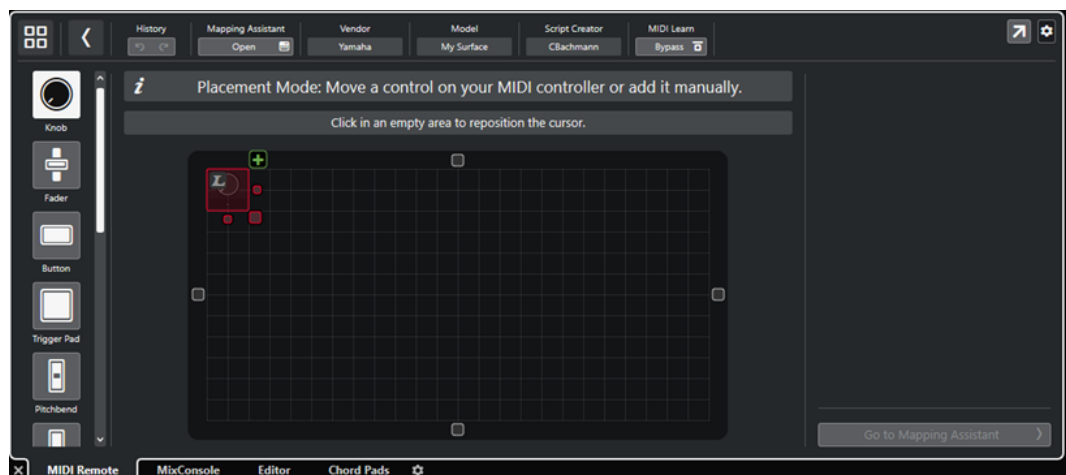 History
Mapping Assistant
Vendor
Model
Script Creator
MIDI Learn
Open
Yamaha
My Surface
CBachmann
Bypass
i Placement Mode: Move a control on your MIDI controller or add it manually.
Click in an empty area to reposition the cursor.
Knob
Fader
Button
Trigger Pad
Pitchbend
L
Go to Mapping Assistant
MIDI Remote
MixConsole
Editor
Chord Pads